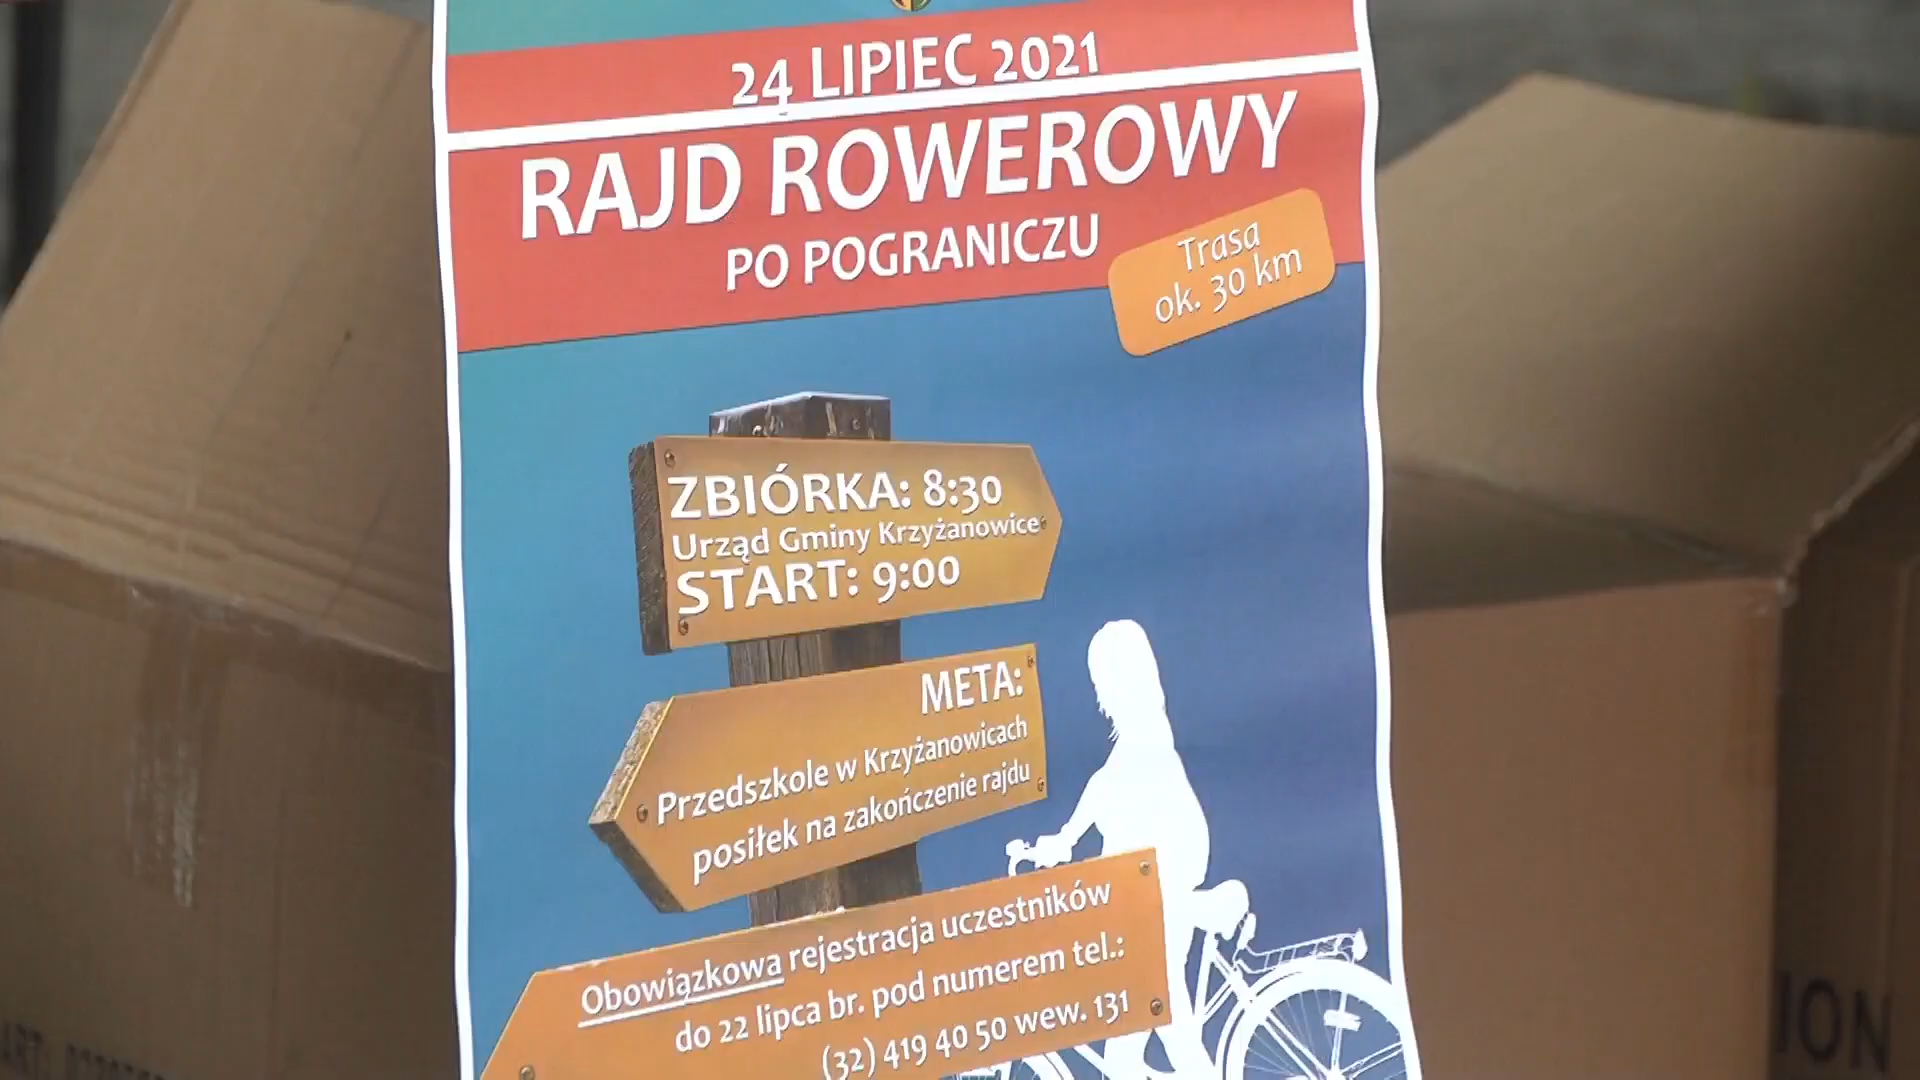 24 LIPIEC 2021
RAJD ROWEROWY
PO POGRANICZU
Trasa
ok. 30 km
ZBIÓRKA: 8:30
Urząd Gminy Krzyżanowice
START: 9:00
META:
Przedszkole w Krzyżanowicach
posiłek na zakończenie rajdu
Obowiązkowa rejestracja uczestników
do 22 lipca br. pod numerem tel.:
(32) 419 40 50 wew. 131